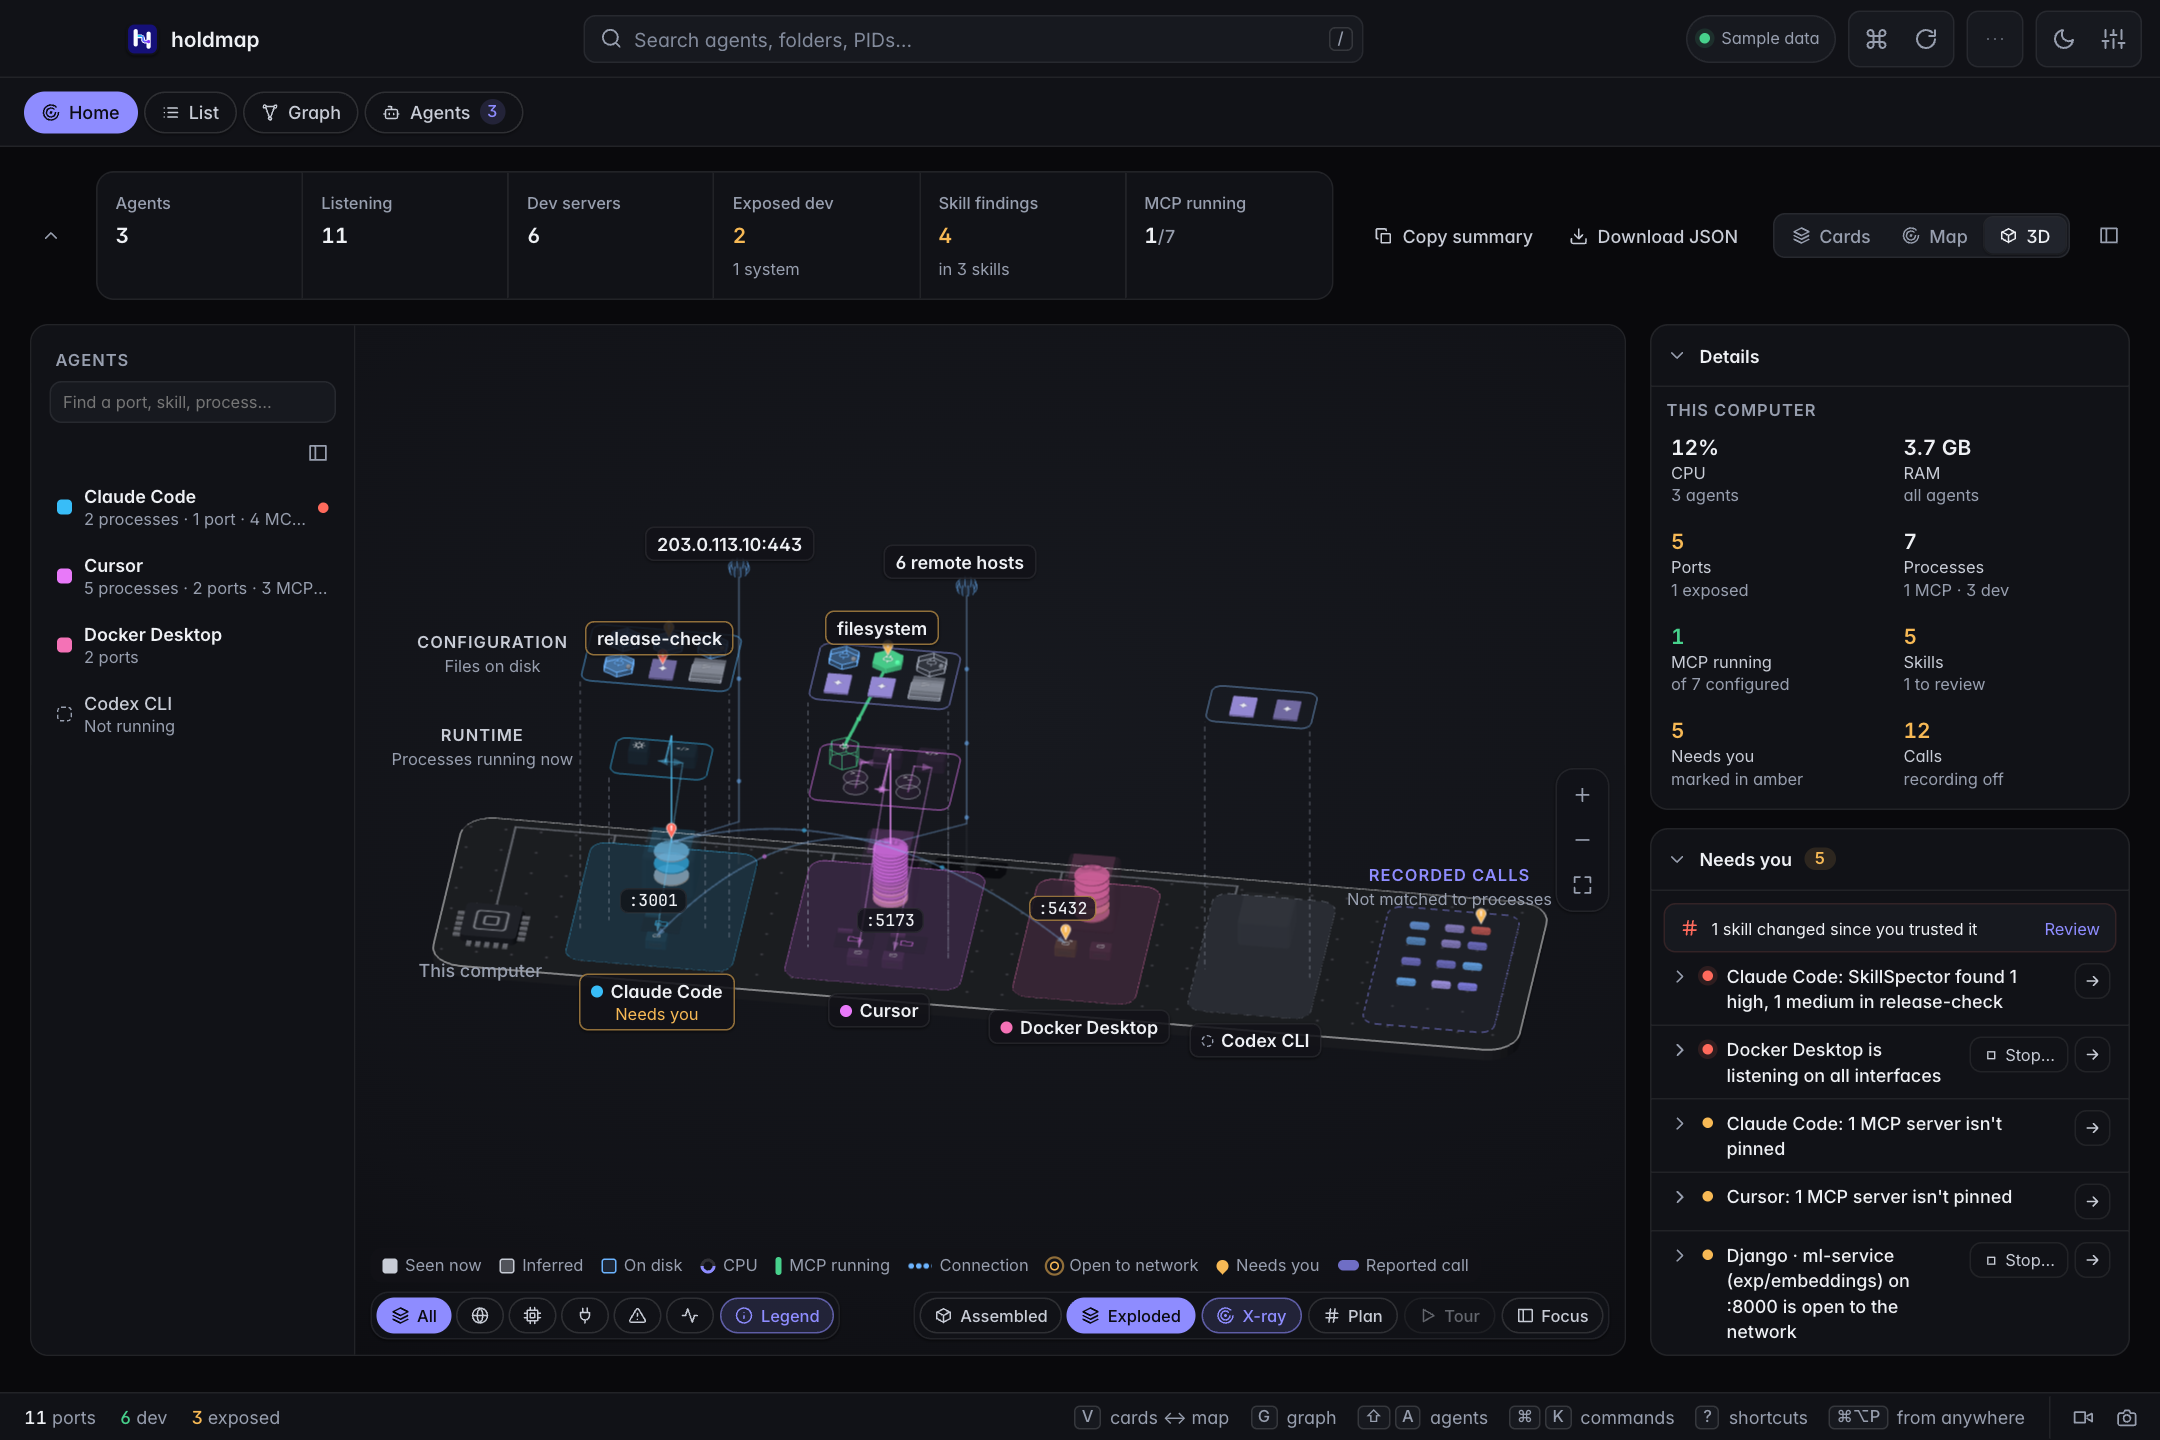 holdmap
Search agents, folders, PIDs...
/
Sample data
Home
List
Graph
Agents 3
Agents
3
Listening
11
Dev servers
6
Exposed dev
2
1 system
Skill findings
4
in 3 skills
MCP running
1/7
Copy summary
Download JSON
Cards
Map
3D
AGENTS
Find a port, skill, process...
Claude Code
2 processes · 1 port · 4 MC...
Cursor
5 processes · 2 ports · 3 MCP...
Docker Desktop
2 ports
Codex CLI
Not running
203.0.113.10:443
6 remote hosts
CONFIGURATION
Files on disk
release-check
filesystem
RUNTIME
Processes running now
RECORDED CALLS
Not matched to processes
:3001
:5173
:5432
This computer
Claude Code
Needs you
Cursor
Docker Desktop
Codex CLI
Seen now
Inferred
On disk
CPU
MCP running
Connection
Open to network
Needs you
Reported call
All
Legend
Assembled
Exploded
X-ray
Plan
Tour
Focus
Details
THIS COMPUTER
12%
CPU
3 agents
3.7 GB
RAM
all agents
5
Ports
1 exposed
7
Processes
1 MCP · 3 dev
1
MCP running
of 7 configured
5
Skills
1 to review
5
Needs you
marked in amber
12
Calls
recording off
Needs you 5
1 skill changed since you trusted it
Review
Claude Code: SkillSpector found 1
high, 1 medium in release-check
Docker Desktop is
listening on all interfaces
Stop...
Claude Code: 1 MCP server isn't
pinned
Cursor: 1 MCP server isn't pinned
Django · ml-service
(exp/embeddings) on
:8000 is open to the
network
Stop...
11 ports
6 dev
3 exposed
V cards ↔ map
G graph
⇧ A agents
⌘ K commands
? shortcuts
⌘⌥P from anywhere